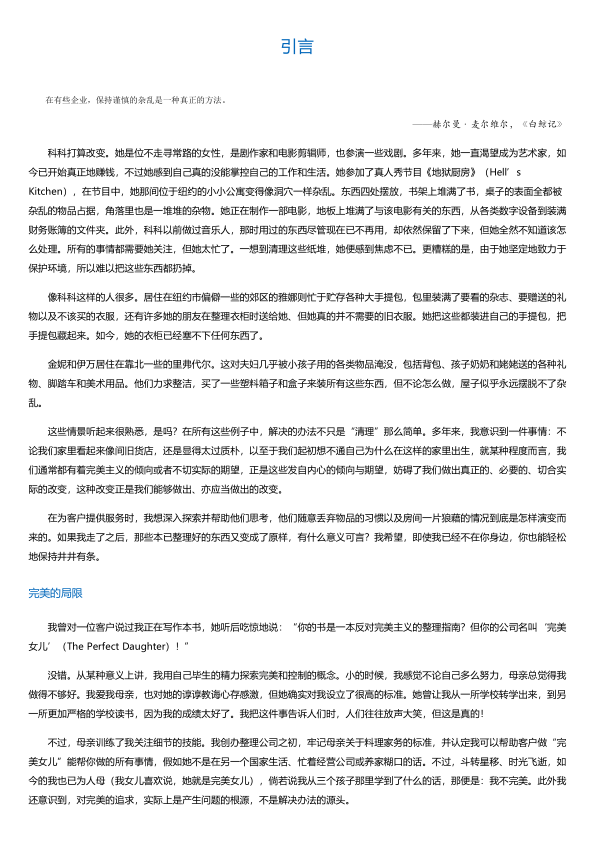 引言
在有些企业，保持谨慎的杂乱是一种真正的方法。
——赫尔曼·麦尔维尔，《白鲸记》
科科打算改变。她是位不走寻常路的女性，是剧作家和电影剪辑师，也参演一些戏剧。多年来，她一直渴望成为艺术家，如
今已开始真正地赚钱，不过她感到自己真的没能掌控自己的工作和生活。她参加了真人秀节目《地狱厨房》（Hell’s
Kitchen），在节目中，她那间位于纽约的小小公寓变得像洞穴一样杂乱。东西四处摆放，书架上堆满了书，桌子的表面全都被
杂乱的物品占据，角落里也是一堆堆的杂物。她正在制作一部电影，地板上堆满了与该电影有关的东西，从各类数字设备到装满
财务账簿的文件夹。此外，科科以前做过音乐人，那时用过的东西尽管现在已不再用，却依然保留了下来，但她全然不知道该怎
么处理。所有的事情都需要她关注，但她太忙了。一想到清理这些纸堆，她便感到焦虑不已。更糟糕的是，由于她坚定地致力于
保护环境，所以难以把这些东西都扔掉。
像科科这样的人很多。居住在纽约市偏僻一些的郊区的雅娜则忙于贮存各种大手提包，包里装满了要看的杂志、要赠送的礼
物以及不该买的衣服，还有许多她的朋友在整理衣柜时送给她、但她真的并不需要的旧衣服。她把这些都装进自己的手提包，把
手提包藏起来。如今，她的衣柜已经塞不下任何东西了。
金妮和伊万居住在靠北一些的里弗代尔。这对夫妇几乎被小孩子用的各类物品淹没，包括背包、孩子奶奶和姥姥送的各种礼
物、脚踏车和美术用品。他们力求整洁，买了一些塑料箱子和盒子来装所有这些东西，但不论怎么做，屋子似乎永远摆脱不了杂
乱。
这些情景听起来很熟悉，是吗？在所有这些例子中，解决的办法不只是“清理”那么简单。多年来，我意识到一件事情：不
论我们家里看起来像间旧货店，还是显得太过质朴，以至于我们起初想不通自己为什么在这样的家里出生，就某种程度而言，我
们通常都有着完美主义的倾向或者不切实际的期望，正是这些发自内心的倾向与期望，妨碍了我们做出真正的、必要的、切合实
际的改变，这种改变正是我们能够做出、亦应当做出的改变。
在为客户提供服务时，我想深入探索并帮助他们思考，他们随意丢弃物品的习惯以及房间一片狼藉的情况到底是怎样演变而
来的。如果我走了之后，那些本已整理好的东西又变成了原样，有什么意义可言？我希望，即使我已经不在你身边，你也能轻松
地保持井井有条。
完美的局限
我曾对一位客户说过我正在写作本书，她听后吃惊地说：“你的书是一本反对完美主义的整理指南？但你的公司名叫‘完美
女儿’（The Perfect Daughter）！”
没错。从某种意义上讲，我用自己毕生的精力探索完美和控制的概念。小的时候，我感觉不论自己多么努力，母亲总觉得我
做得不够好。我爱我母亲，也对她的谆谆教诲心存感激，但她确实对我设立了很高的标准。她曾让我从一所学校转学出来，到另
一所更加严格的学校读书，因为我的成绩太好了。我把这件事告诉人们时，人们往往放声大笑，但这是真的！
不过，母亲训练了我关注细节的技能。我创办整理公司之初，牢记母亲关于料理家务的标准，并认定我可以帮助客户做“完
美女儿”能帮你做的所有事情，假如她不是在另一个国家生活、忙着经营公司或养家糊口的话。不过，斗转星移、时光飞逝，如
今的我也已为人母（我女儿喜欢说，她就是完美女儿），倘若说我从三个孩子那里学到了什么的话，那便是：我不完美。此外我
还意识到，对完美的追求，实际上是产生问题的根源，不是解决办法的源头。